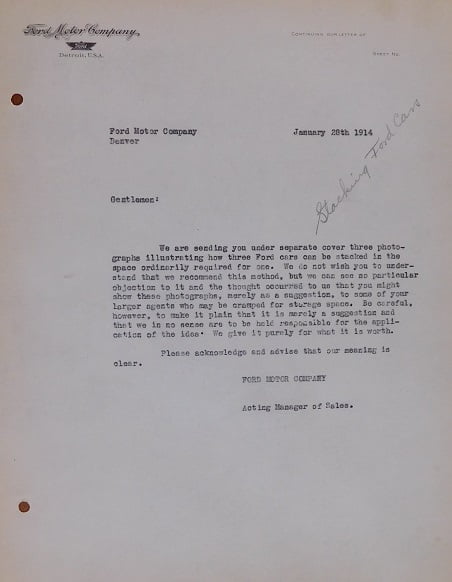 Ford Motor Company,
Ford
Detroit, U.S.A.
CONTINUING OUR LETTER OF
SHEET NO.
Ford Motor Company
Denver
January 28th 1914
Stacking Ford Cars
Gentlemen:
We are sending you under separate cover three photo-
graphs illustrating how three Ford cars can be stacked in the
space ordinarily required for one. We do not wish you to under-
stand that we recommend this method, but we can see no particular
objection to it and the thought occurred to us that you might
show these photographs, merely as a suggestion, to some of your
larger agents who may be cramped for storage space. Be careful,
however, to make it plain that it is merely a suggestion and
that we in no sense are to be held responsible for the appli-
cation of the idea. We give it purely for what it is worth.
Please acknowledge and advise that our meaning is
clear.
FORD MOTOR COMPANY
Acting Manager of Sales.